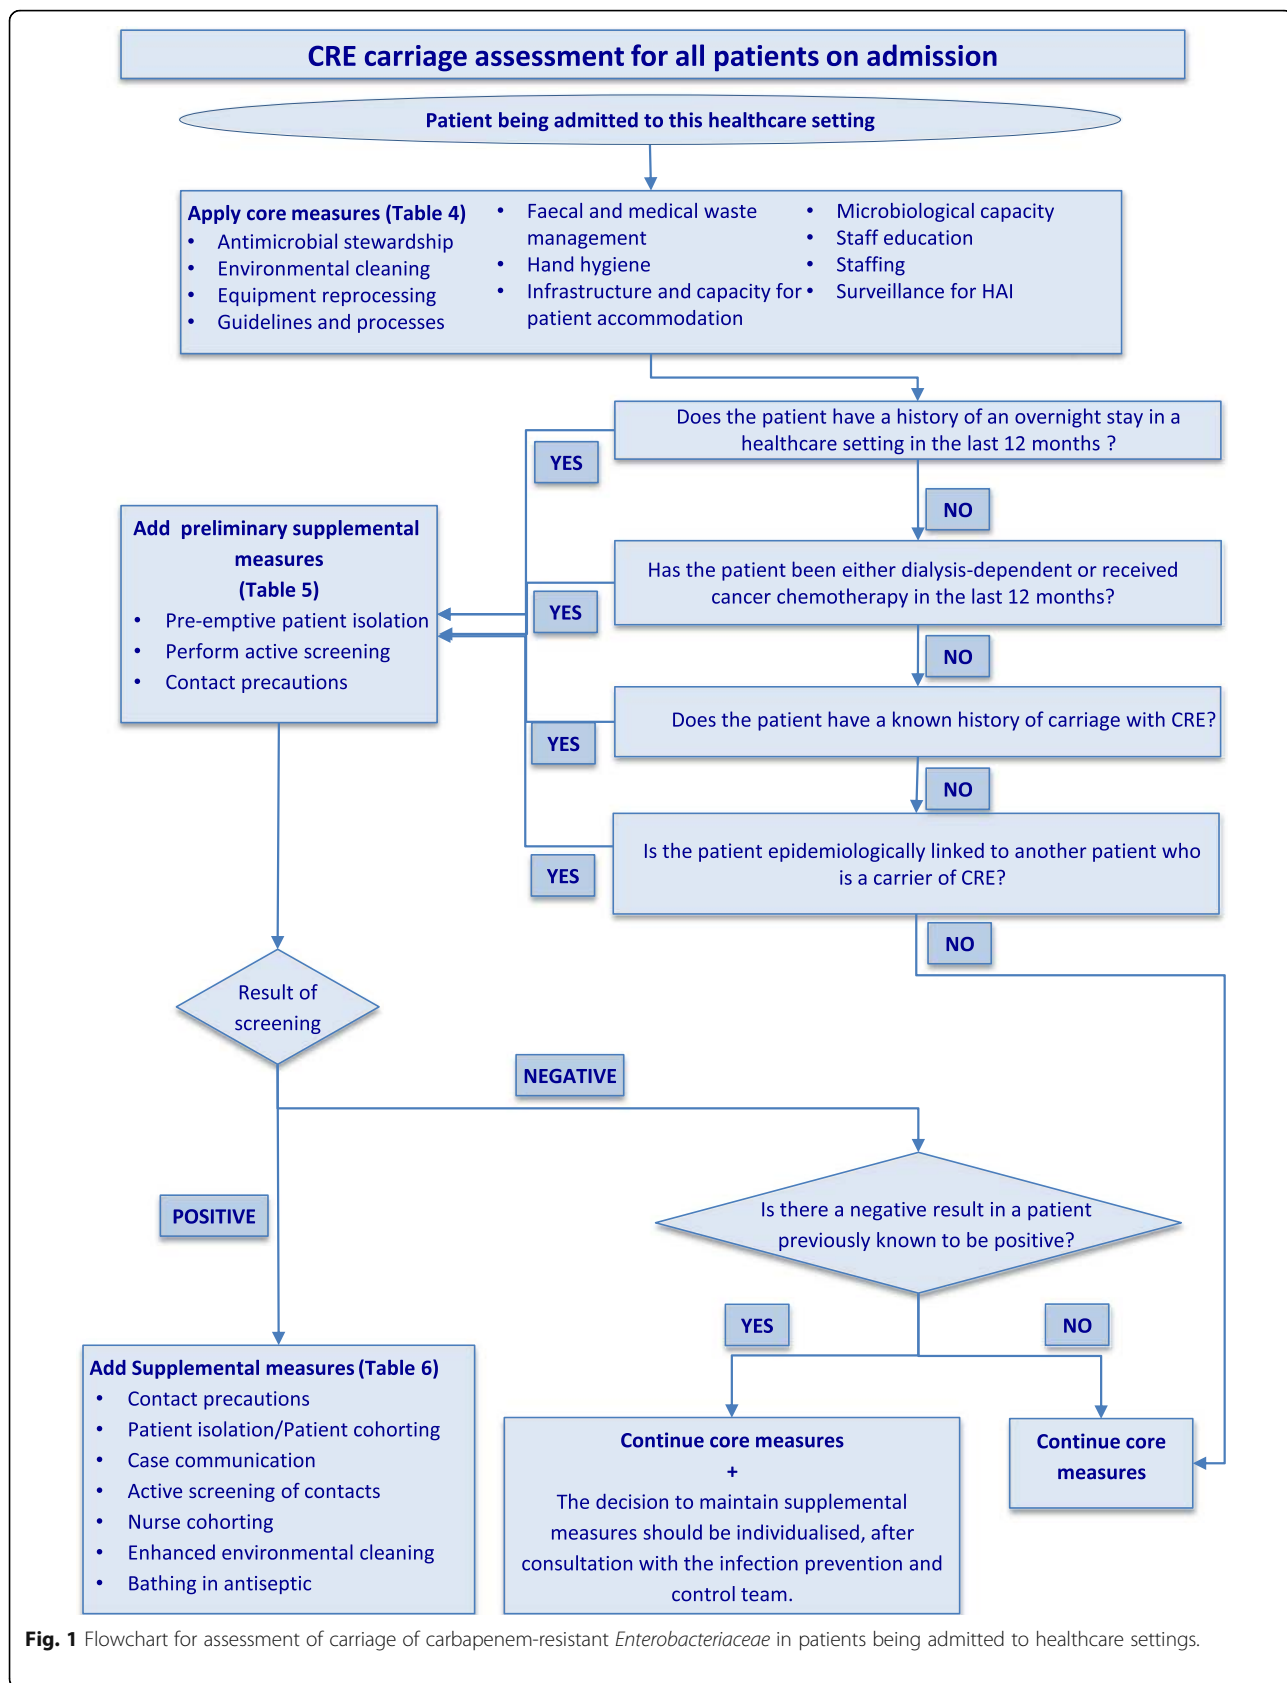 CRE carriage assessment for all patients on admission
Patient being admitted to this healthcare setting
Apply core measures (Table 4)
• Antimicrobial stewardship
• Environmental cleaning
• Equipment reprocessing
• Guidelines and processes
• Faecal and medical waste
management
• Hand hygiene
• Infrastructure and capacity for
patient accommodation
• Microbiological capacity
• Staff education
• Staffing
• Surveillance for HAI
Does the patient have a history of an overnight stay in a
healthcare setting in the last 12 months ?
YES
NO
Has the patient been either dialysis-dependent or received
cancer chemotherapy in the last 12 months?
YES
NO
Does the patient have a known history of carriage with CRE?
YES
NO
Is the patient epidemiologically linked to another patient who
is a carrier of CRE?
YES
NO
Add preliminary supplemental
measures
(Table 5)
• Pre-emptive patient isolation
• Perform active screening
• Contact precautions
Result of
screening
NEGATIVE
POSITIVE
Is there a negative result in a patient
previously known to be positive?
YES
NO
Add Supplemental measures (Table 6)
• Contact precautions
• Patient isolation/Patient cohorting
• Case communication
• Active screening of contacts
• Nurse cohorting
• Enhanced environmental cleaning
• Bathing in antiseptic
Continue core measures
+
The decision to maintain supplemental
measures should be individualised, after
consultation with the infection prevention and
control team.
Continue core
measures
Fig. 1 Flowchart for assessment of carriage of carbapenem-resistant Enterobacteriaceae in patients being admitted to healthcare settings.